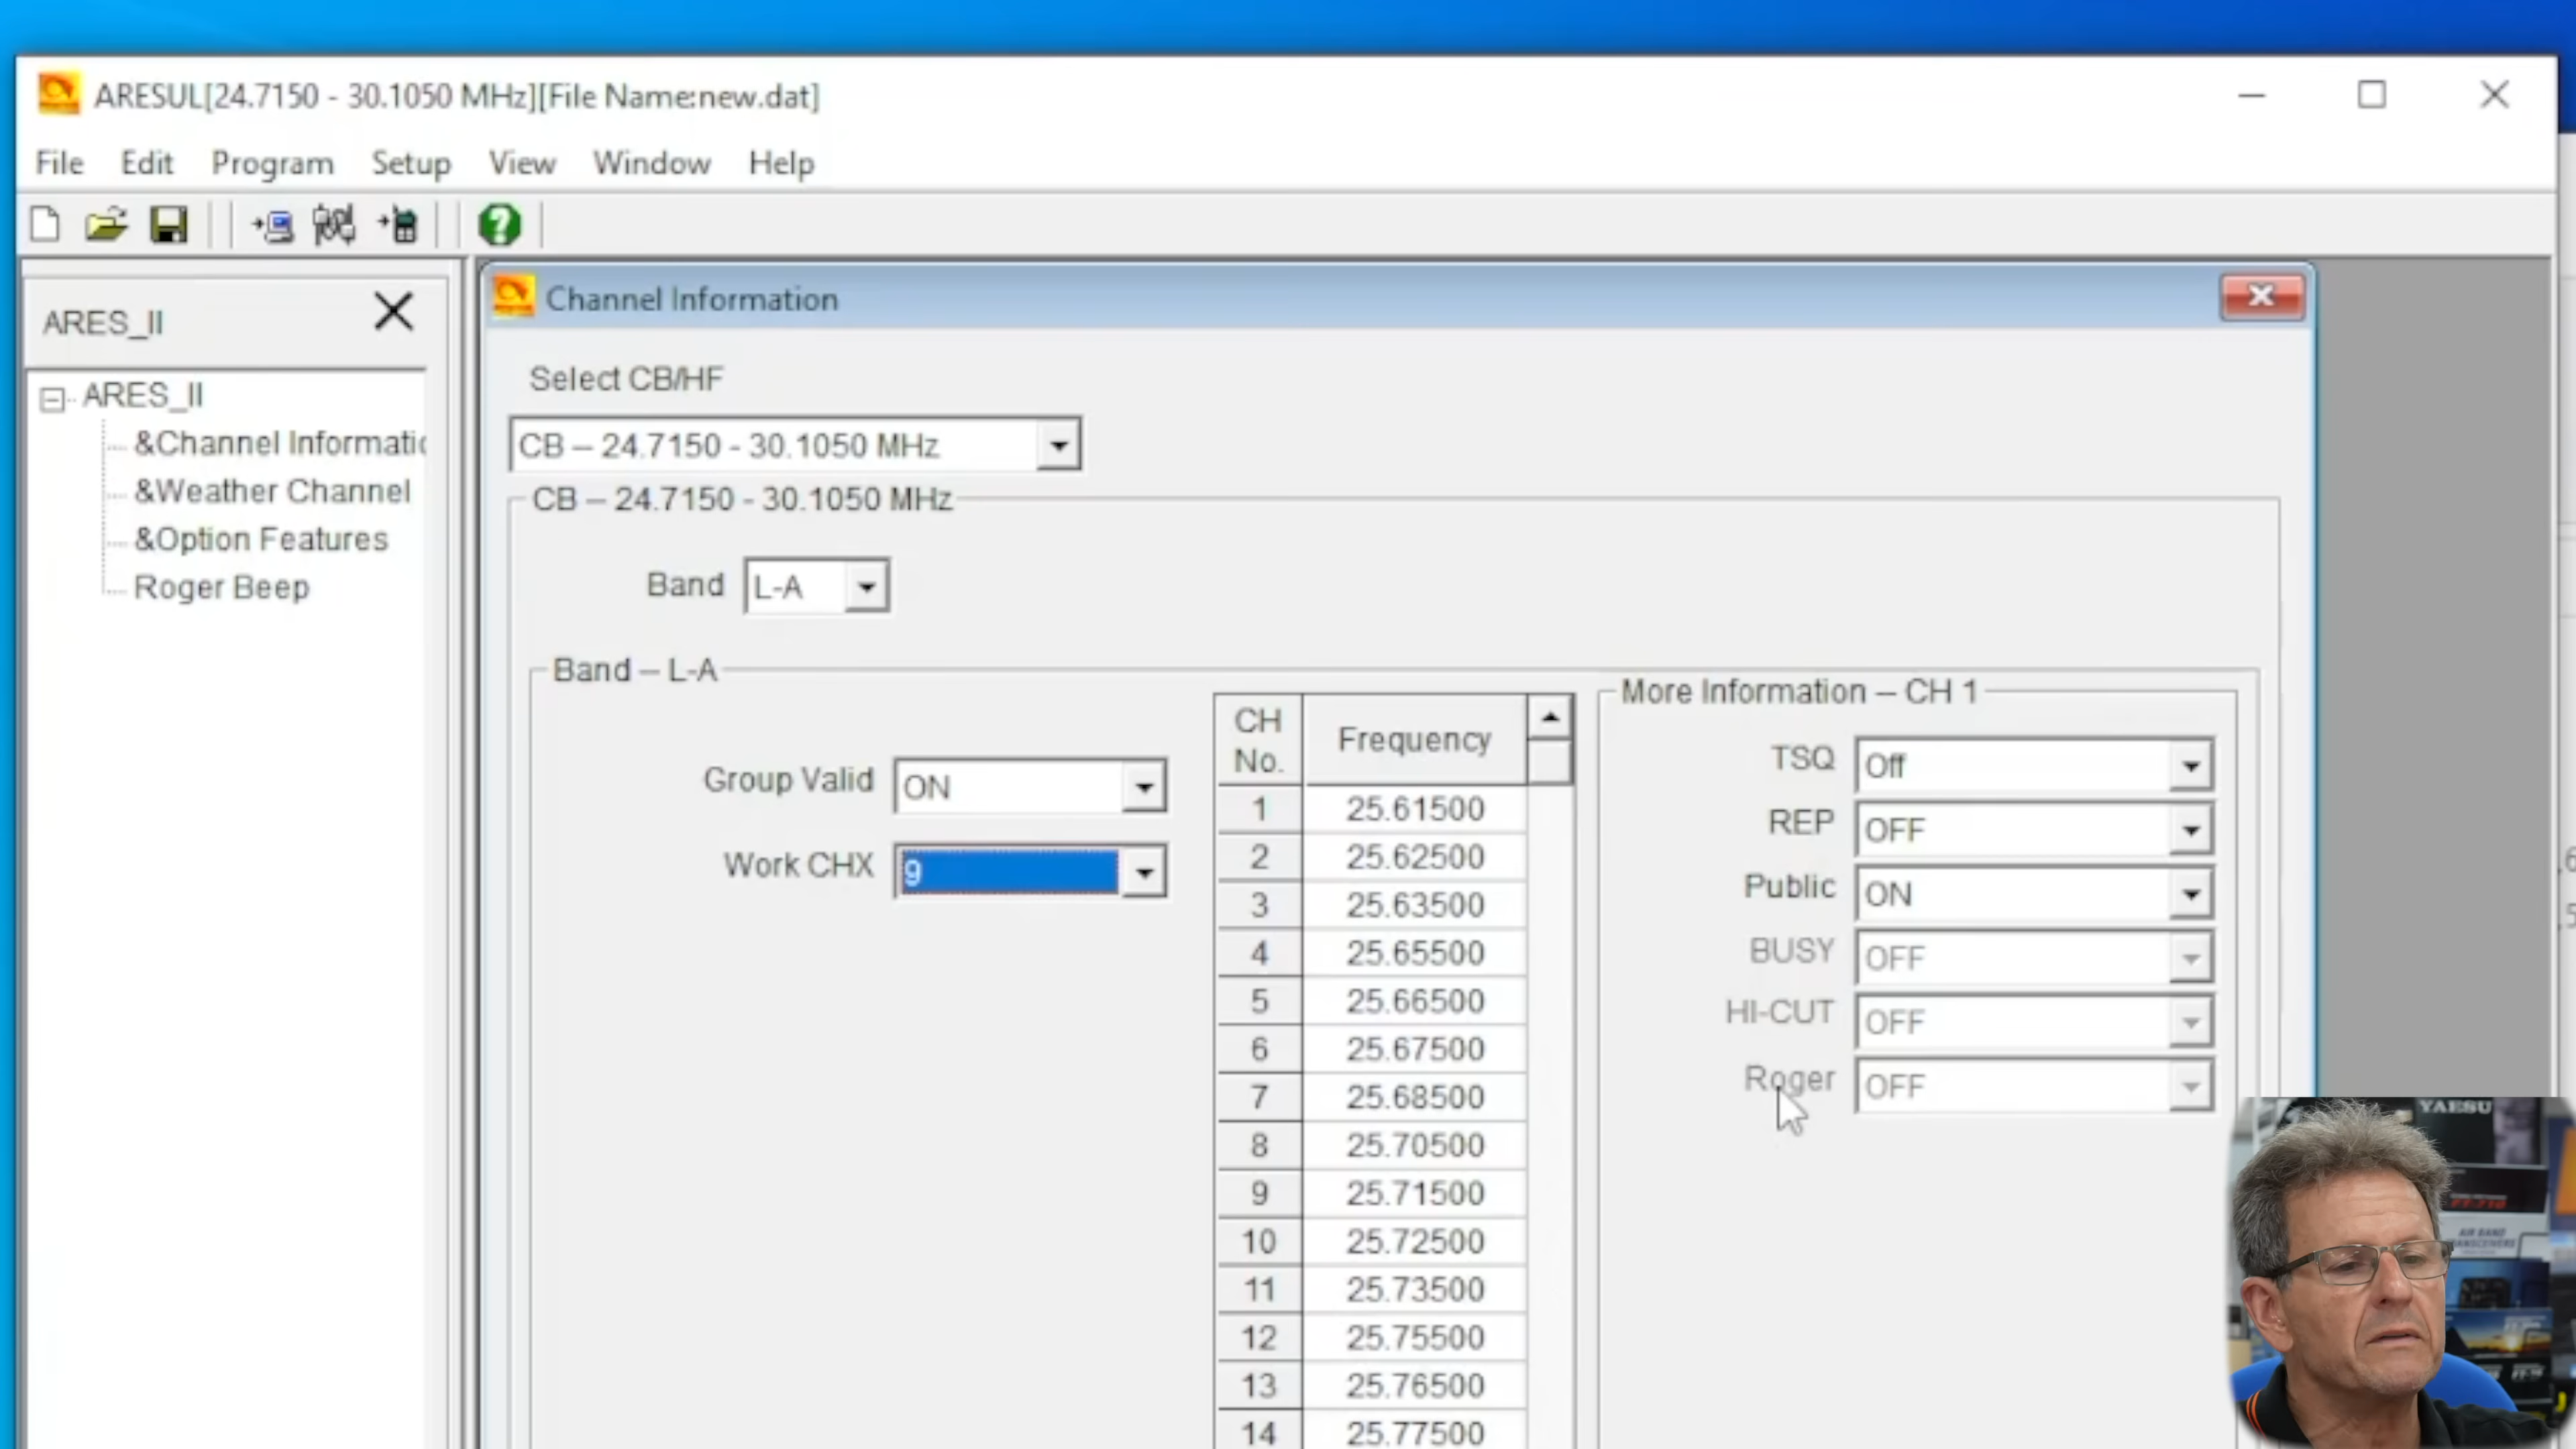 ARESUL[24.7150 - 30.1050 MHz][File Name:new.dat]
File Edit Program Setup View Window Help
ARES_II
ARES_II
&Channel Informatic
&Weather Channel
&Option Features
Roger Beep
Channel Information
Select CB/HF
CB -- 24.7150 - 30.1050 MHz
CB -- 24.7150 - 30.1050 MHz
Band L-A
Band -- L-A
Group Valid ON
Work CHX 9
CH No. Frequency
1 25.61500
2 25.62500
3 25.63500
4 25.65500
5 25.66500
6 25.67500
7 25.68500
8 25.70500
9 25.71500
10 25.72500
11 25.73500
12 25.75500
13 25.76500
14 25.77500
More Information -- CH 1
TSQ Off
REP OFF
Public ON
BUSY OFF
HI-CUT OFF
Roger OFF
YAESU
AIR BAND